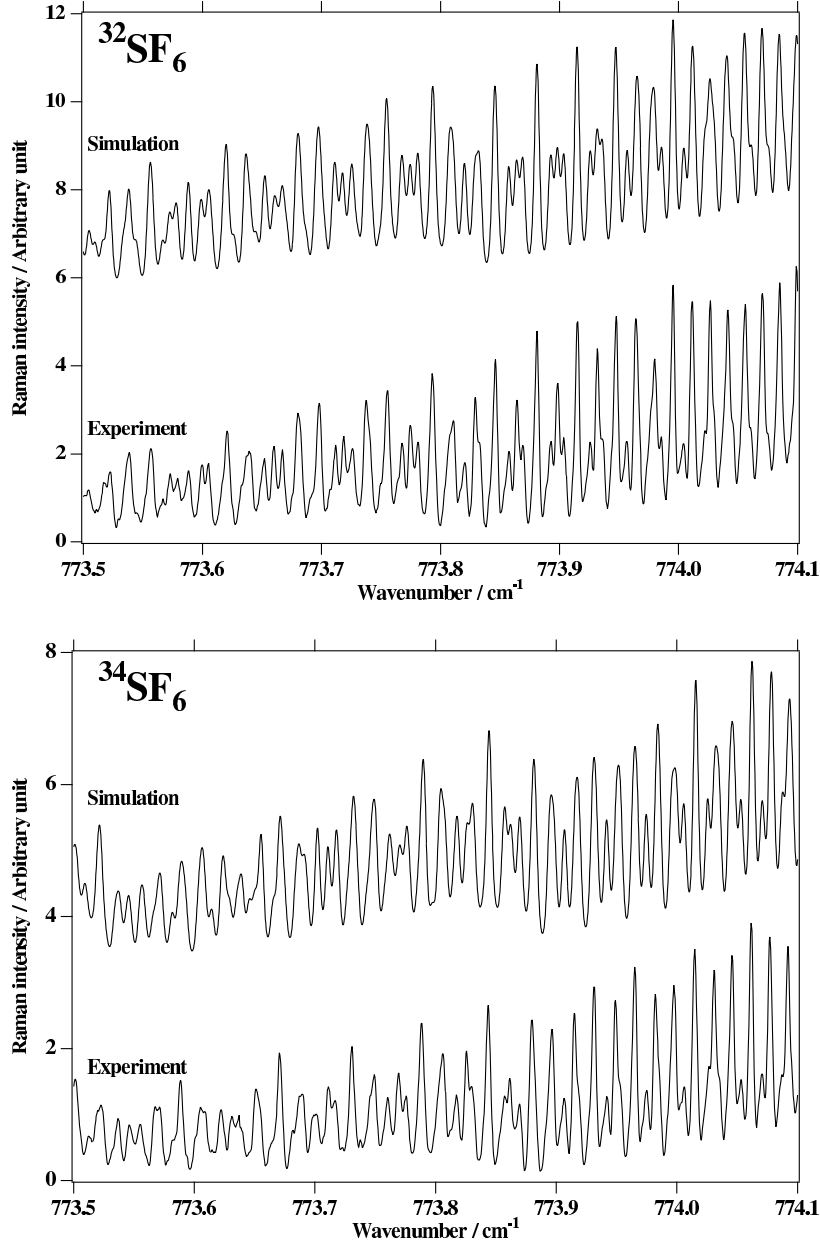 12
³²SF₆
10
Simulation
8
6
4
Experiment
2
0
Raman intensity / Arbitrary unit
773.5 773.6 773.7 773.8 773.9 774.0 774.1
Wavenumber / cm⁻¹
8
³⁴SF₆
6
Simulation
4
2
Experiment
0
Raman intensity / Arbitrary unit
773.5 773.6 773.7 773.8 773.9 774.0 774.1
Wavenumber / cm⁻¹